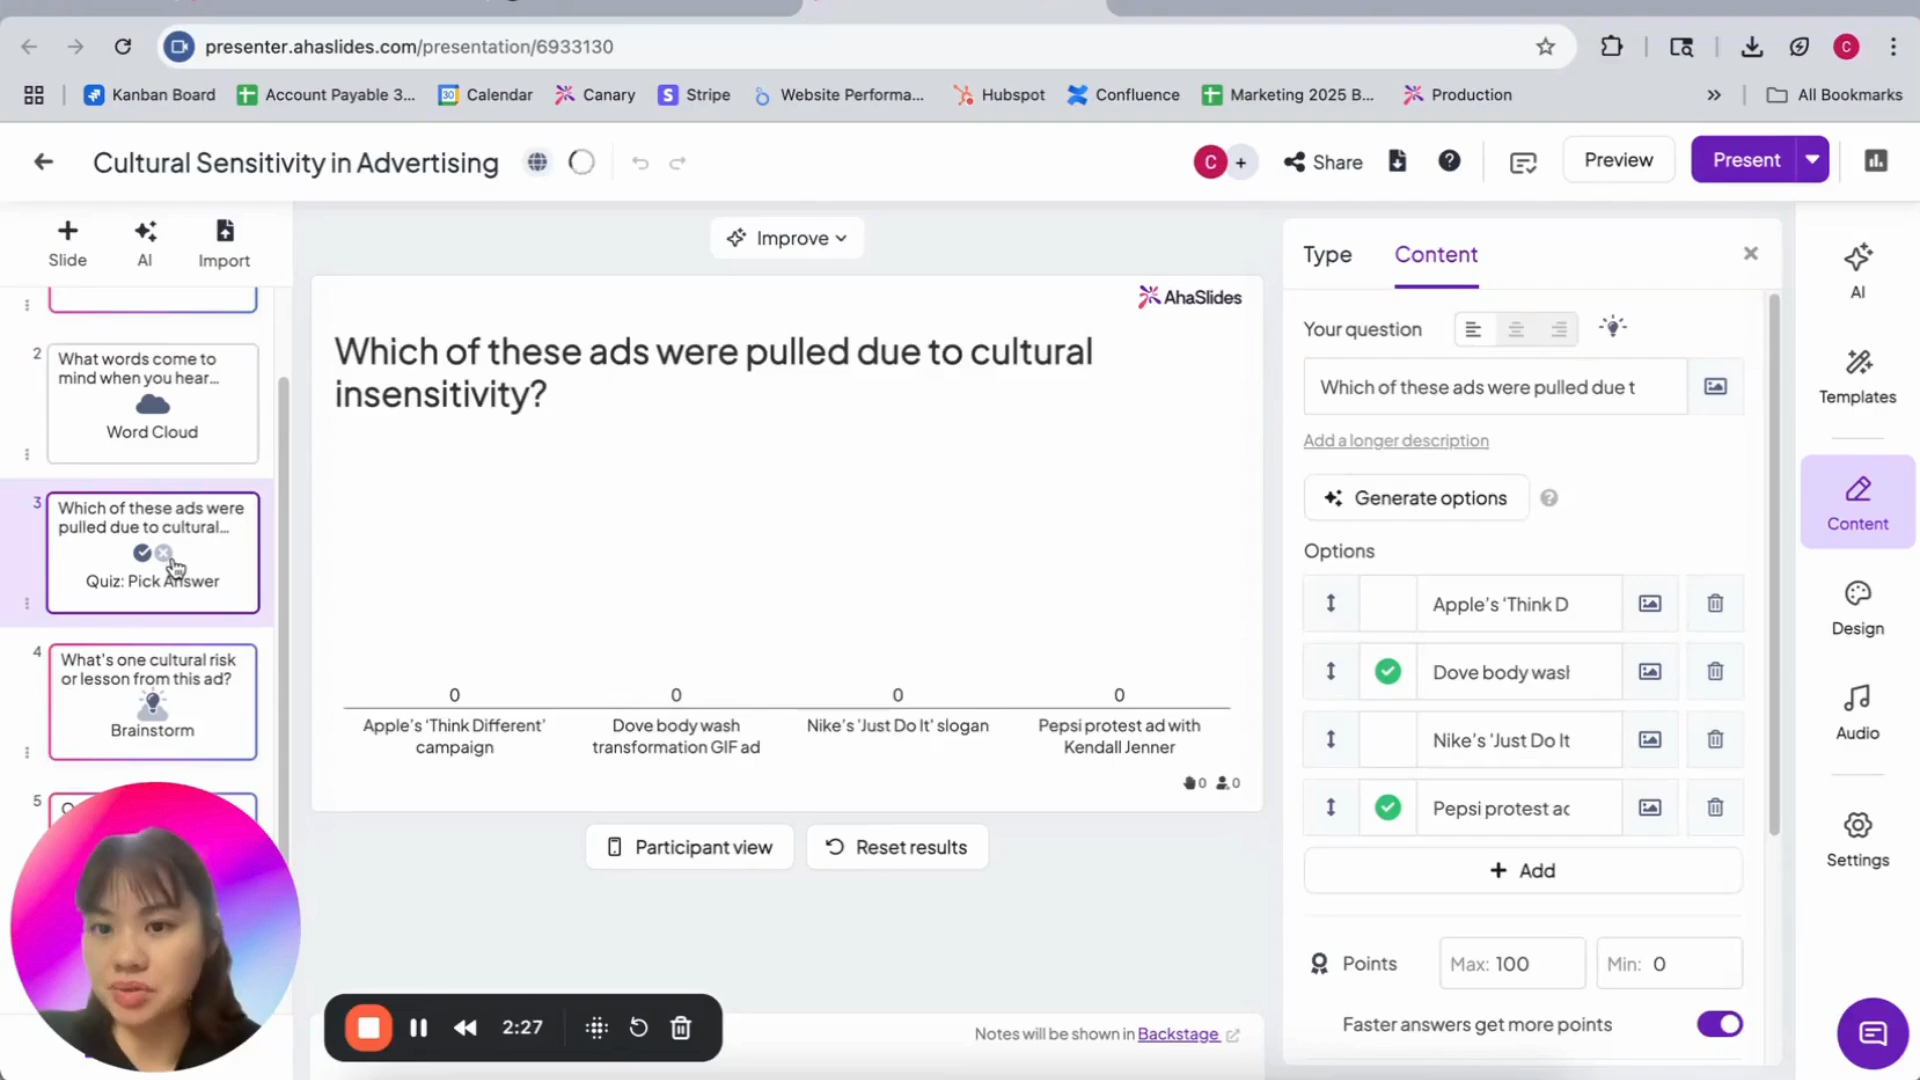 presenter.ahaslides.com/presentation/6933130
C
Kanban Board
Account Payable 3...
Calendar
Canary
Stripe
Website Performa...
Hubspot
Confluence
Marketing 2025 B...
Production
All Bookmarks
Cultural Sensitivity in Advertising
C
+
Share
Preview
Present
Slide
AI
Import
2
What words come to
mind when you hear...
Word Cloud
3
Which of these ads were
pulled due to cultural...
Quiz: Pick Answer
4
What's one cultural risk
or lesson from this ad?
Brainstorm
5
Improve
AhaSlides
Which of these ads were pulled due to cultural
insensitivity?
0
0
0
0
Apple's 'Think Different'
campaign
Dove body wash
transformation GIF ad
Nike's 'Just Do It' slogan
Pepsi protest ad with
Kendall Jenner
0
0
Participant view
Reset results
2:27
Notes will be shown in Backstage
Type
Content
Your question
Which of these ads were pulled due t
Add a longer description
Generate options
Options
Apple's 'Think D
Dove body wasl
Nike's 'Just Do It
Pepsi protest ac
+ Add
Points
Max: 100
Min: 0
Faster answers get more points
AI
Templates
Content
Design
Audio
Settings